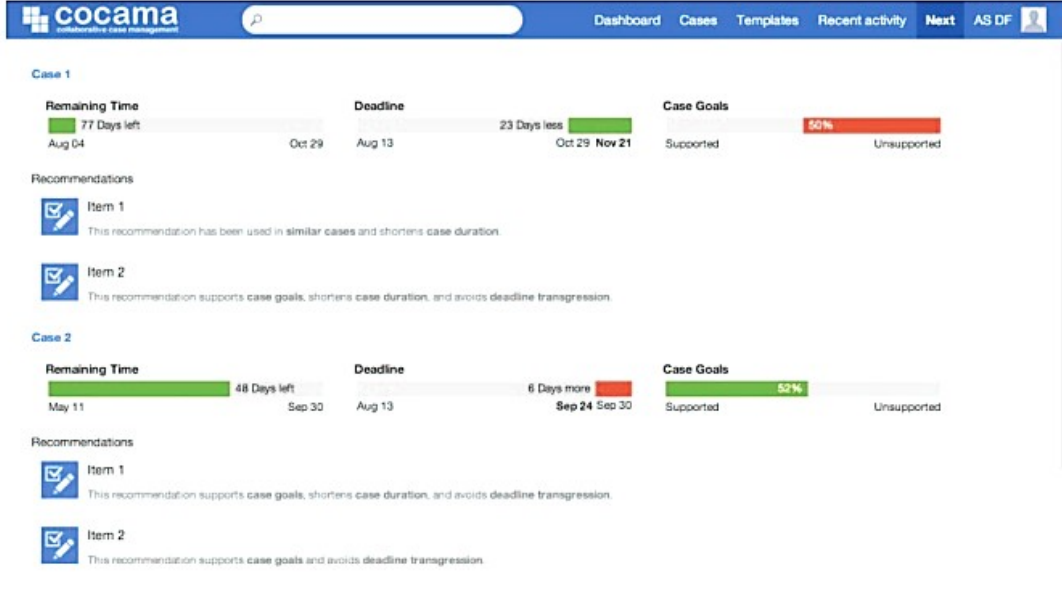 cocama
collaborative case management
Dashboard Cases Templates Recent activity Next AS DF
Case 1
Remaining Time Deadline Case Goals
77 Days left 23 Days less 50%
Aug 04 Oct 29 Aug 13 Oct 29 Nov 21 Supported Unsupported
Recommendations
Item 1
This recommendation has been used in similar cases and shortens case duration.
Item 2
This recommendation supports case goals, shortens case duration, and avoids deadline transgression.
Case 2
Remaining Time Deadline Case Goals
48 Days left 6 Days more 52%
May 11 Sep 30 Aug 13 Sep 24 Sep 30 Supported Unsupported
Recommendations
Item 1
This recommendation supports case goals, shortens case duration, and avoids deadline transgression.
Item 2
This recommendation supports case goals and avoids deadline transgression.